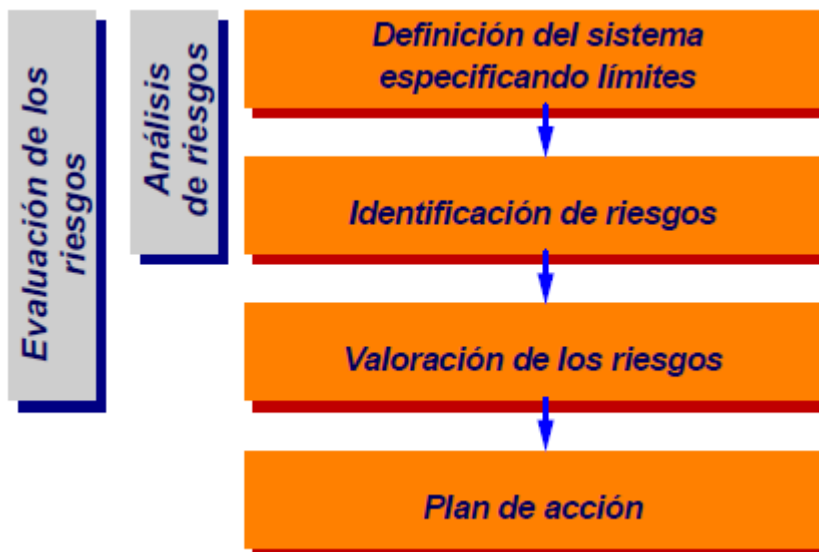 Evaluación de los
riesgos
Análisis
de riesgos
Definición del sistema
especificando límites
Identificación de riesgos
Valoración de los riesgos
Plan de acción